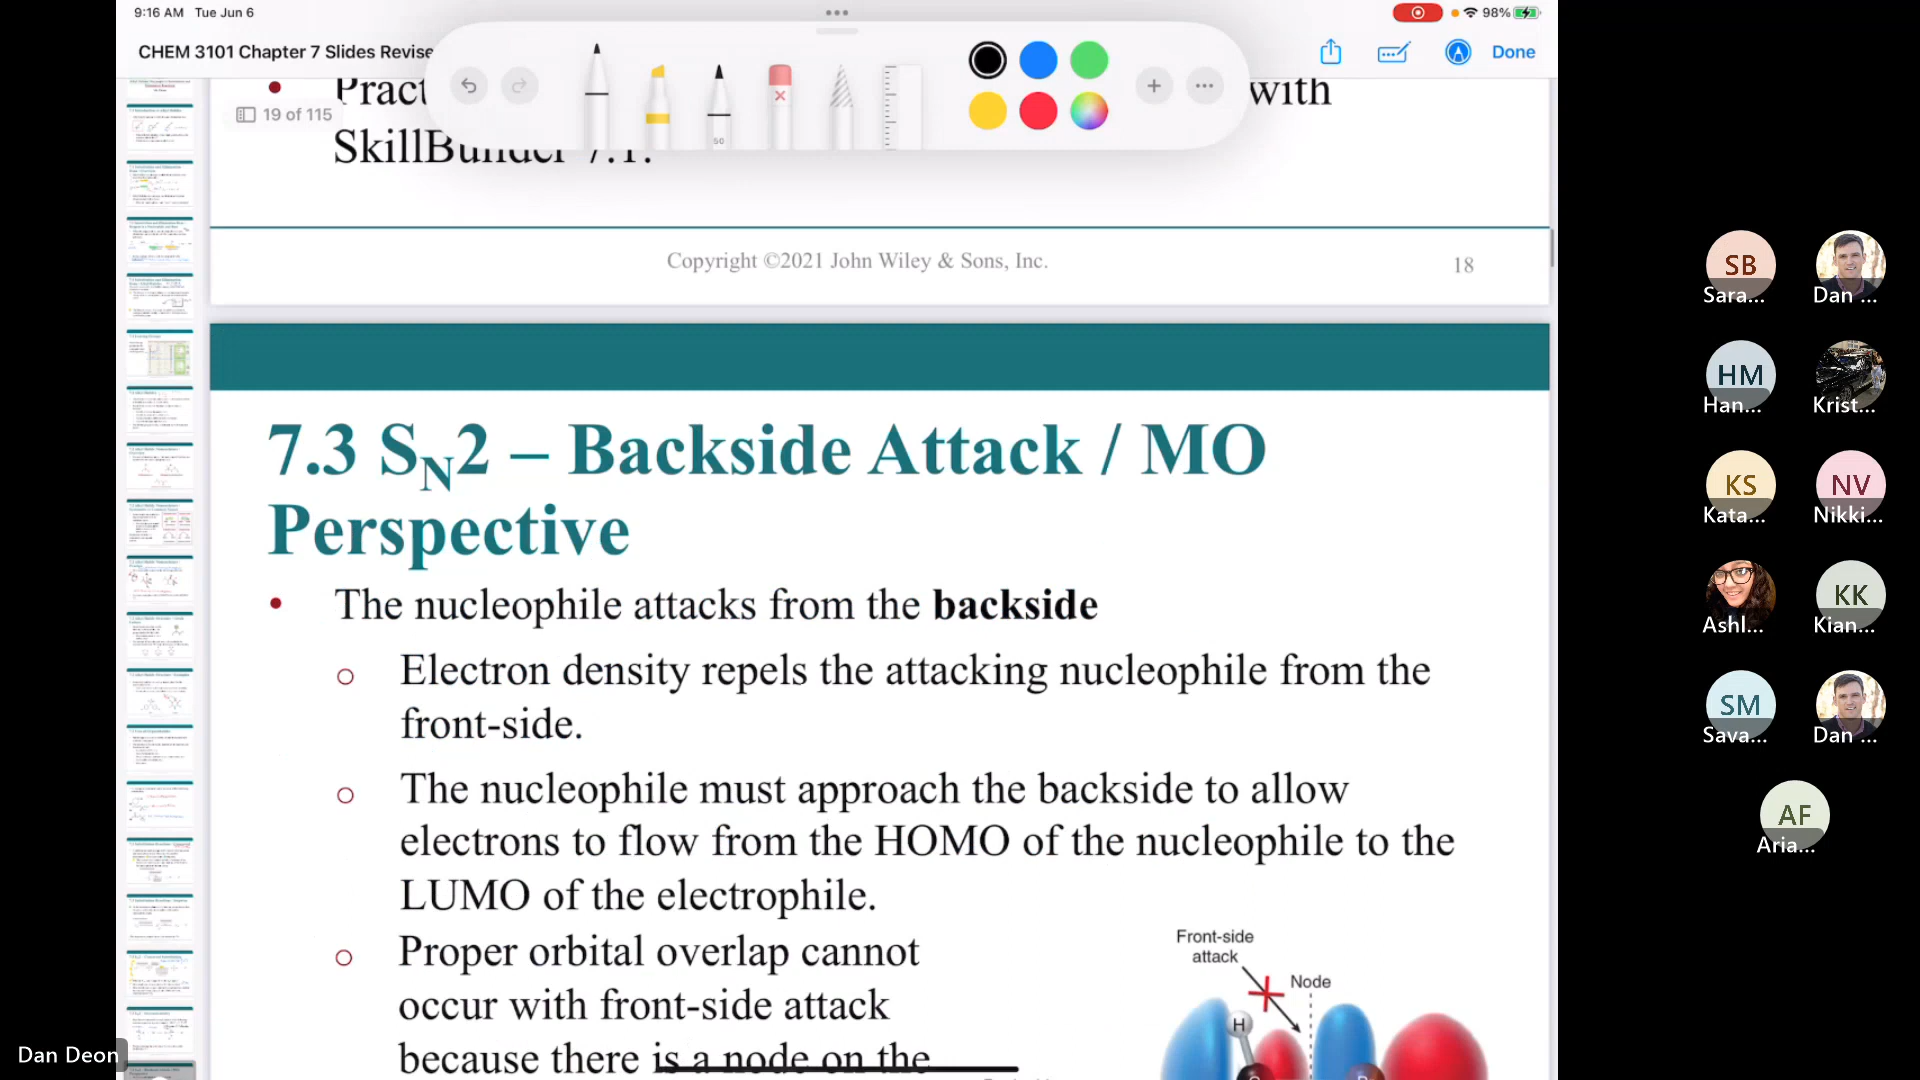 9:16 AM Tue Jun 6
98%
CHEM 3101 Chapter 7 Slides Revise
Done
50
19 of 115
Pract with
SkillBuilder 7.1.
Copyright ©2021 John Wiley & Sons, Inc. 18
7.3 SN2 – Backside Attack / MO
Perspective
• The nucleophile attacks from the backside
o Electron density repels the attacking nucleophile from the
front-side.
o The nucleophile must approach the backside to allow
electrons to flow from the HOMO of the nucleophile to the
LUMO of the electrophile.
o Proper orbital overlap cannot
occur with front-side attack
because there is a node on the
Front-side
attack
Node
H
SB
Sara...
Dan ...
HM
Han...
Krist...
KS
Kata...
NV
Nikki...
Ashl...
KK
Kian...
SM
Sava...
Dan ...
AF
Aria...
Dan Deon